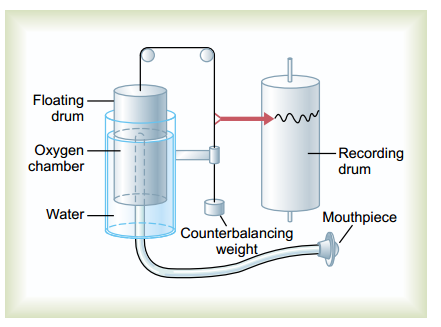 Floating
drum
Oxygen
chamber
Water
Recording
drum
Mouthpiece
Counterbalancing
weight